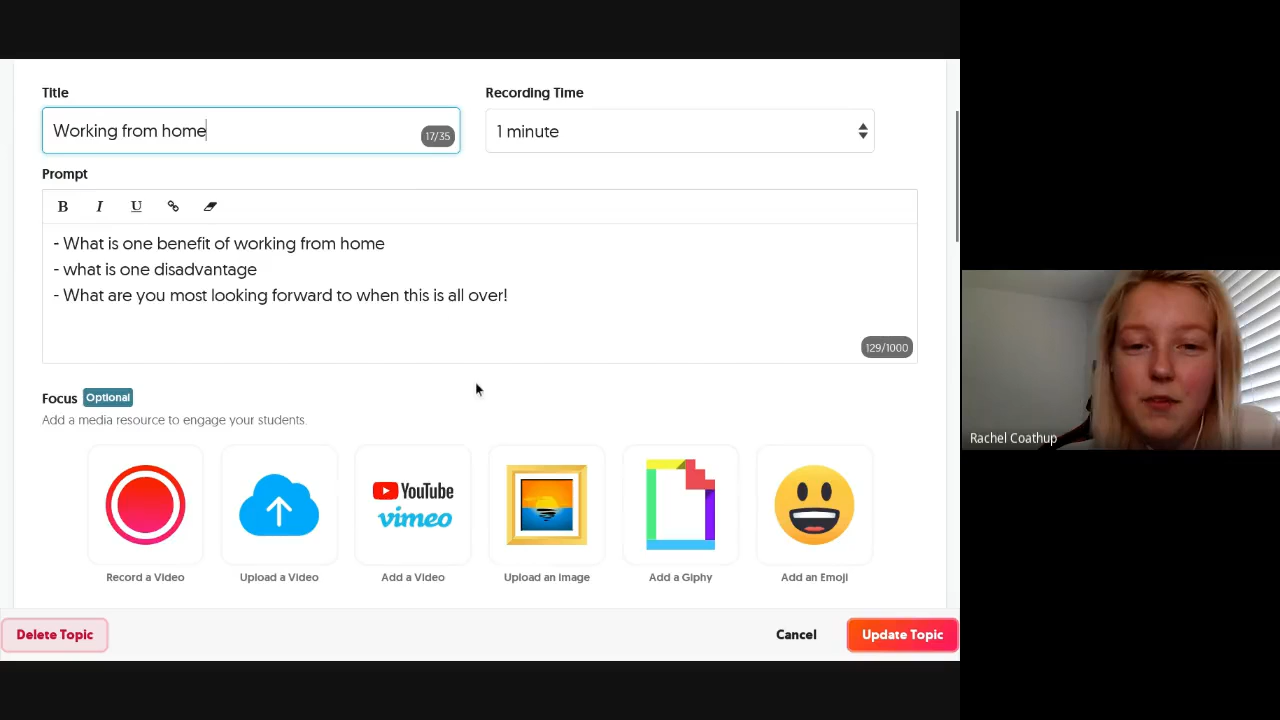 Title
Recording Time
Working from home
17/35
1 minute
Prompt
B I U
- What is one benefit of working from home
- what is one disadvantage
- What are you most looking forward to when this is all over!
129/1000
Focus Optional
Add a media resource to engage your students.
YouTube
vimeo
Record a Video
Upload a Video
Add a Video
Upload an Image
Add a Giphy
Add an Emoji
Delete Topic
Cancel
Update Topic
Rachel Coathup